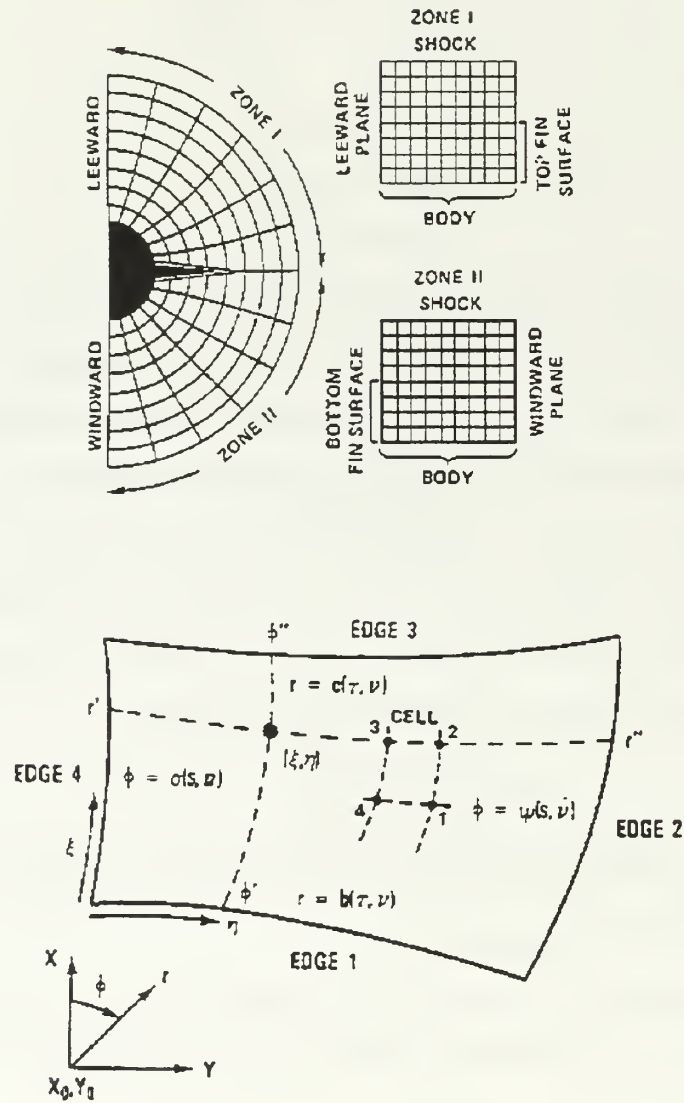 ZONE I
SHOCK
LEEWARD
PLANE
TOP FIN
SURFACE
BODY
LEEWARD
ZONE I
WINDWARD
ZONE II
ZONE II
SHOCK
BOTTOM
FIN SURFACE
WINDWARD
PLANE
BODY
ϕ''
EDGE 3
r = c(τ, ν)
r'
3
CELL
2
r''
EDGE 4
ϕ = σ(s, ν)
(ξ,η)
4
1
ϕ = ψ(s, ν)
EDGE 2
ξ
ϕ'
r = b(τ, ν)
η
EDGE 1
X
ϕ
r
Y
X₀,Y₀